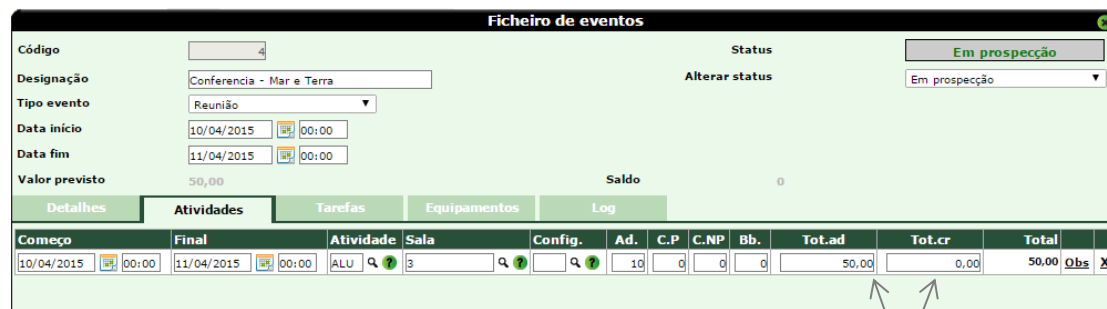 Ficheiro de eventos
Código 4 Status Em prospecção
Designação Conferencia - Mar e Terra Alterar status Em prospecção
Tipo evento Reunião
Data início 10/04/2015 00:00
Data fim 11/04/2015 00:00
Valor previsto 50,00 Saldo 0
Detalhes Atividades Tarefas Equipamentos Log
Começo Final Atividade Sala Config. Ad. C.P C.NP Bb. Tot.ad Tot.cr Total
10/04/2015 00:00 11/04/2015 00:00 ALU ? 3 ? ? 10 0 0 0 50,00 0,00 50,00 Obs X